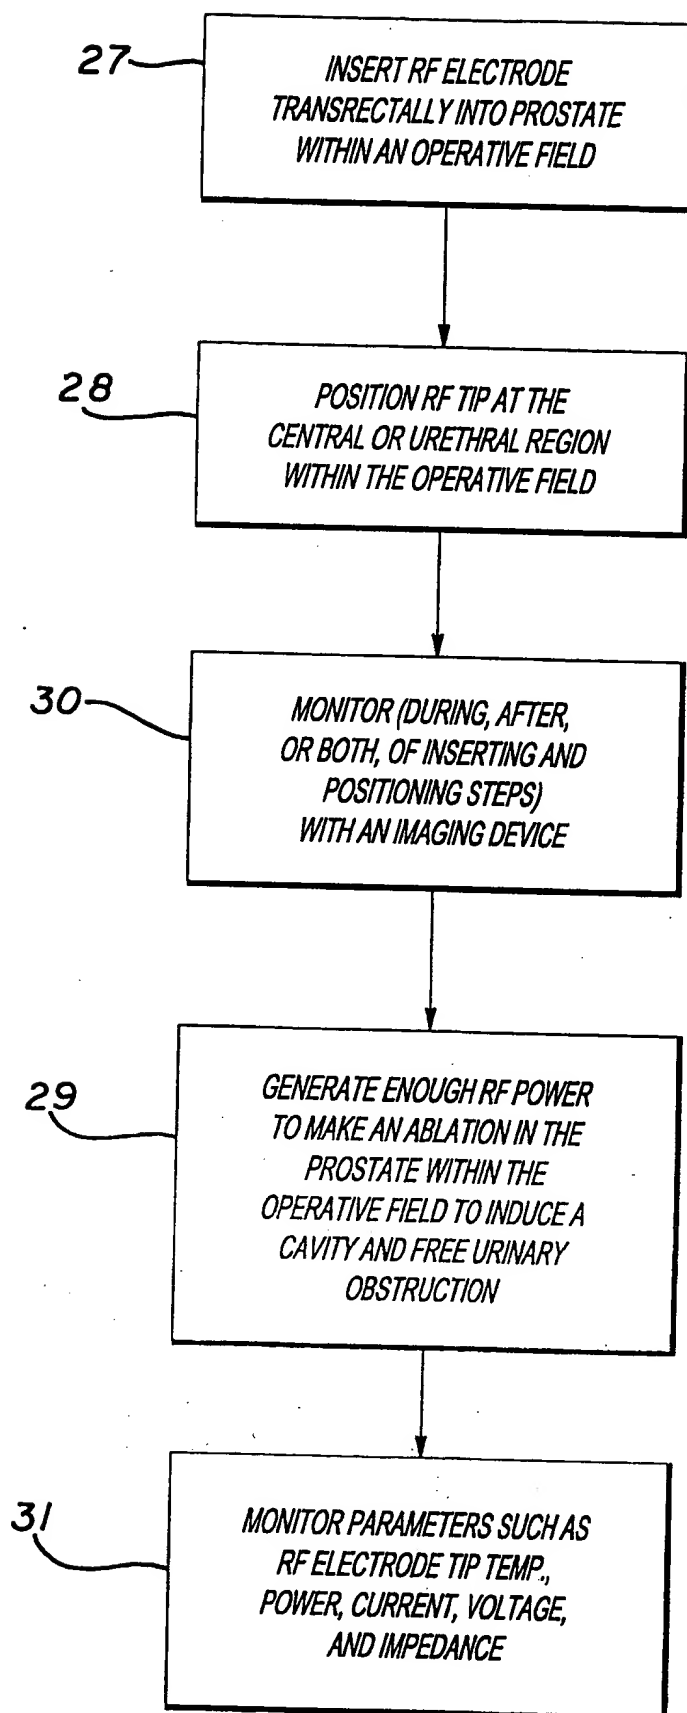 27
INSERT RF ELECTRODE
TRANSRECTALLY INTO PROSTATE
WITHIN AN OPERATIVE FIELD
28
POSITION RF TIP AT THE
CENTRAL OR URETHRAL REGION
WITHIN THE OPERATIVE FIELD
30
MONITOR (DURING, AFTER,
OR BOTH, OF INSERTING AND
POSITIONING STEPS)
WITH AN IMAGING DEVICE
29
GENERATE ENOUGH RF POWER
TO MAKE AN ABLATION IN THE
PROSTATE WITHIN THE
OPERATIVE FIELD TO INDUCE A
CAVITY AND FREE URINARY
OBSTRUCTION
31
MONITOR PARAMETERS SUCH AS
RF ELECTRODE TIP TEMP.,
POWER, CURRENT, VOLTAGE,
AND IMPEDANCE